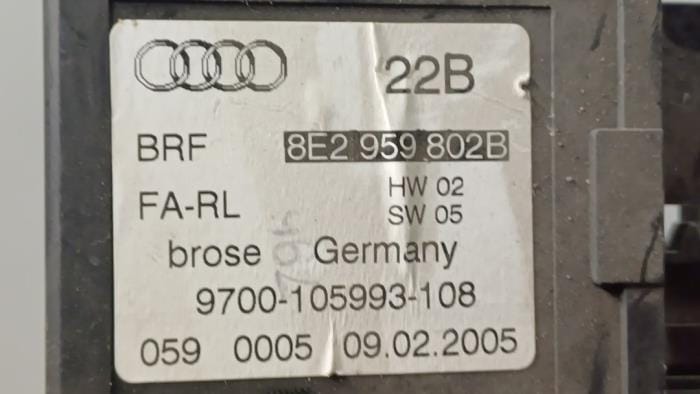 22B
BRF 8E2 959 802B
HW 02
FA-RL
SW 05
brose Germany
9700-105993-108
059 0005 09.02.2005